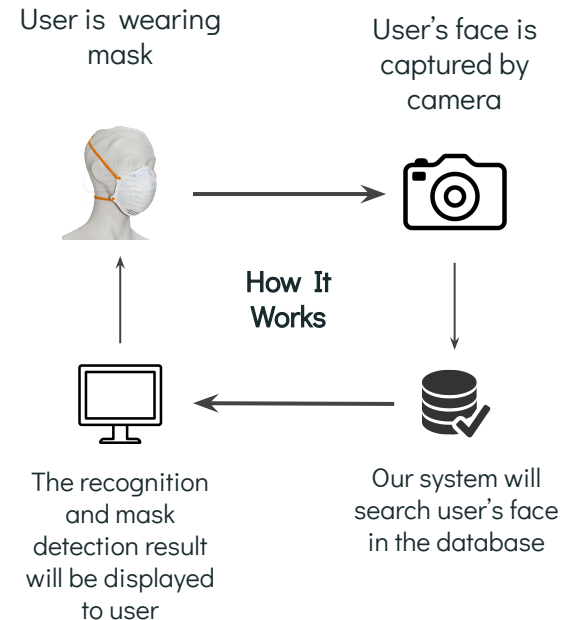 User is wearing
mask
User’s face is
captured by
camera
How It
Works
The recognition
and mask
detection result
will be displayed
to user
Our system will
search user’s face
in the database